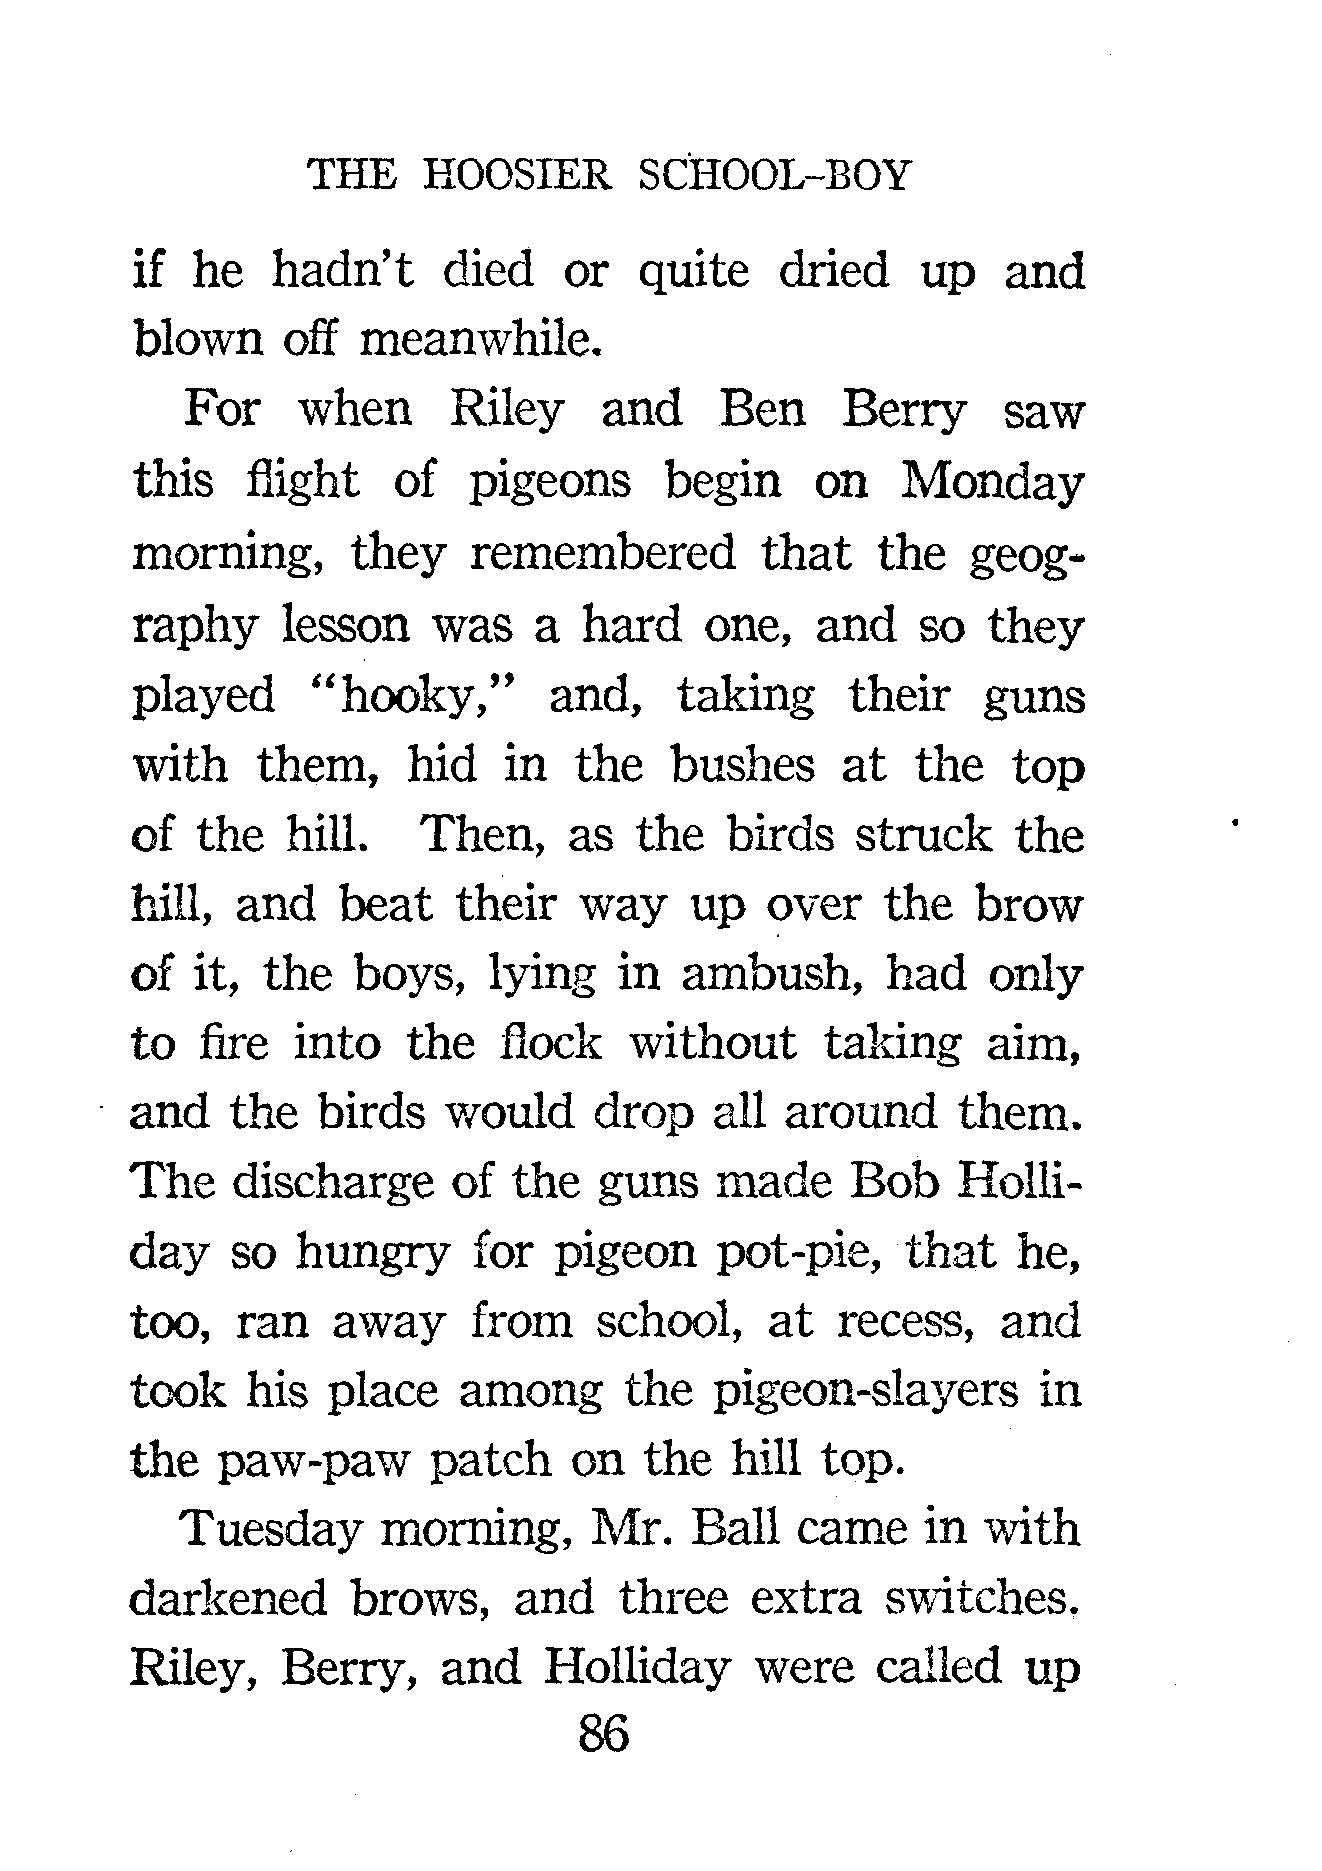 THE HOOSIER SCHOOL-BOY
if he hadn't died or quite dried up and
blown off meanwhile.
For when Riley and Ben Berry saw
this flight of pigeons begin on Monday
morning, they remembered that the geog-
raphy lesson was a hard one, and so they
played "hooky," and, taking their guns
with them, hid in the bushes at the top
of the hill. Then, as the birds struck the
hill, and beat their way up over the brow
of it, the boys, lying in ambush, had only
to fire into the flock without taking aim,
and the birds would drop all around them.
The discharge of the guns made Bob Holli-
day so hungry for pigeon pot-pie, that he,
too, ran away from school, at recess, and
took his place among the pigeon-slayers in
the paw-paw patch on the hill top.
Tuesday morning, Mr. Ball came in with
darkened brows, and three extra switches.
Riley, Berry, and Holliday were called up
86